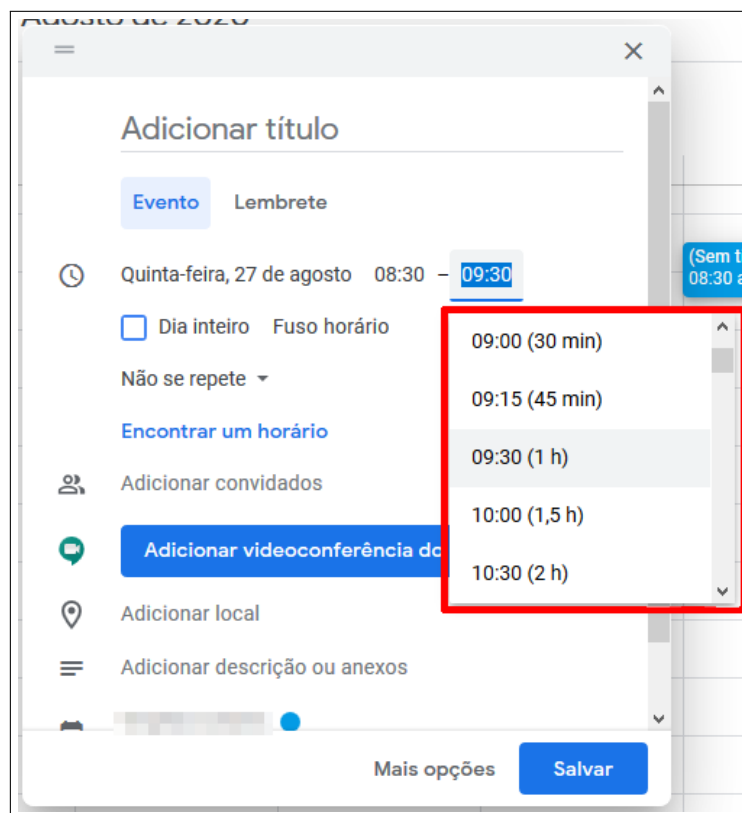 Agosto de 2020
Adicionar título
Evento Lembrete
Quinta-feira, 27 de agosto 08:30 – 09:30
(Sem t
08:30 a
Dia inteiro Fuso horário
Não se repete
Encontrar um horário
Adicionar convidados
Adicionar videoconferência do
Adicionar local
Adicionar descrição ou anexos
09:00 (30 min)
09:15 (45 min)
09:30 (1 h)
10:00 (1,5 h)
10:30 (2 h)
Mais opções Salvar